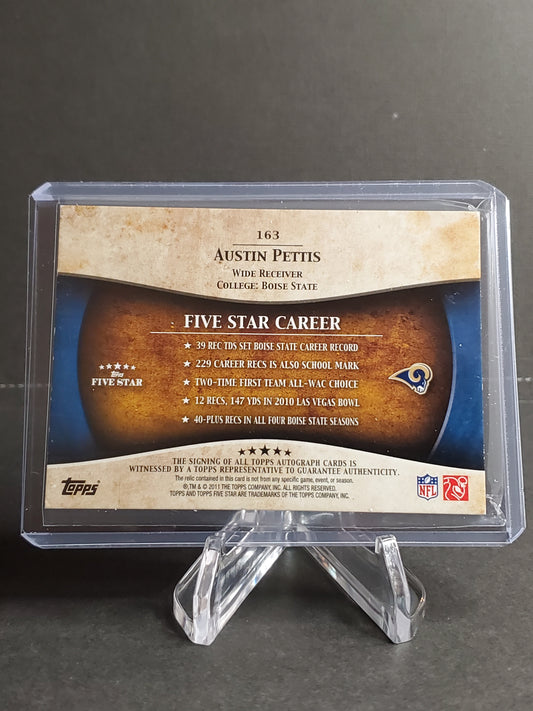 163
AUSTIN PETTIS
WIDE RECEIVER
COLLEGE: BOISE STATE
FIVE STAR CAREER
★ 39 REC TDS SET BOISE STATE CAREER RECORD
★ 229 CAREER RECS IS ALSO SCHOOL MARK
★ TWO-TIME FIRST TEAM ALL-WAC CHOICE
★ 12 RECS, 147 YDS IN 2010 LAS VEGAS BOWL
★ 40-PLUS RECS IN ALL FOUR BOISE STATE SEASONS
Topps
FIVE STAR
THE SIGNING OF ALL TOPPS AUTOGRAPH CARDS IS
WITNESSED BY A TOPPS REPRESENTATIVE TO GUARANTEE AUTHENTICITY.
The relic contained in this card is not from any specific game, event, or season.
®,TM & © 2011 THE TOPPS COMPANY, INC. ALL RIGHTS RESERVED.
TOPPS AND TOPPS FIVE STAR ARE TRADEMARKS OF THE TOPPS COMPANY, INC.
Topps
NFL